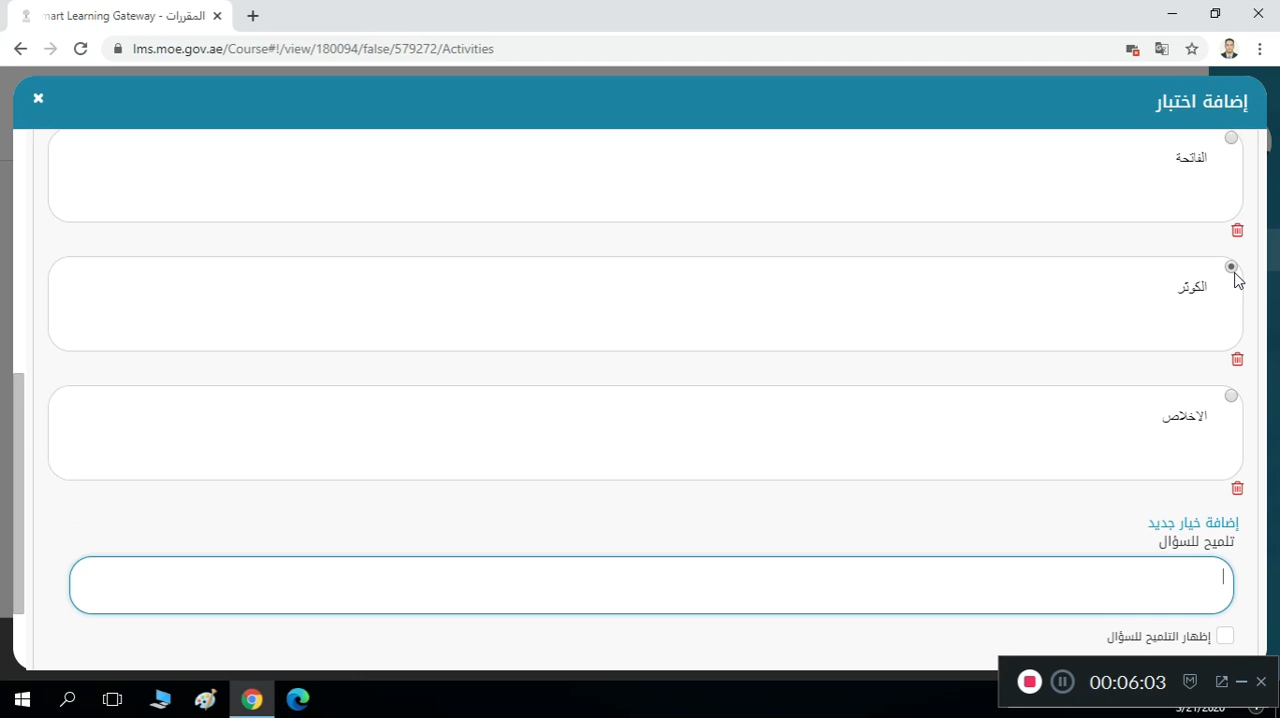 mart Learning Gateway - المقررات
lms.moe.gov.ae/Course#!/view/180094/false/579272/Activities
إضافة اختبار
الفاتحة
الكوثر
الاخلاص
إضافة خيار جديد
تلميح للسؤال
إظهار التلميح للسؤال
00:06:03